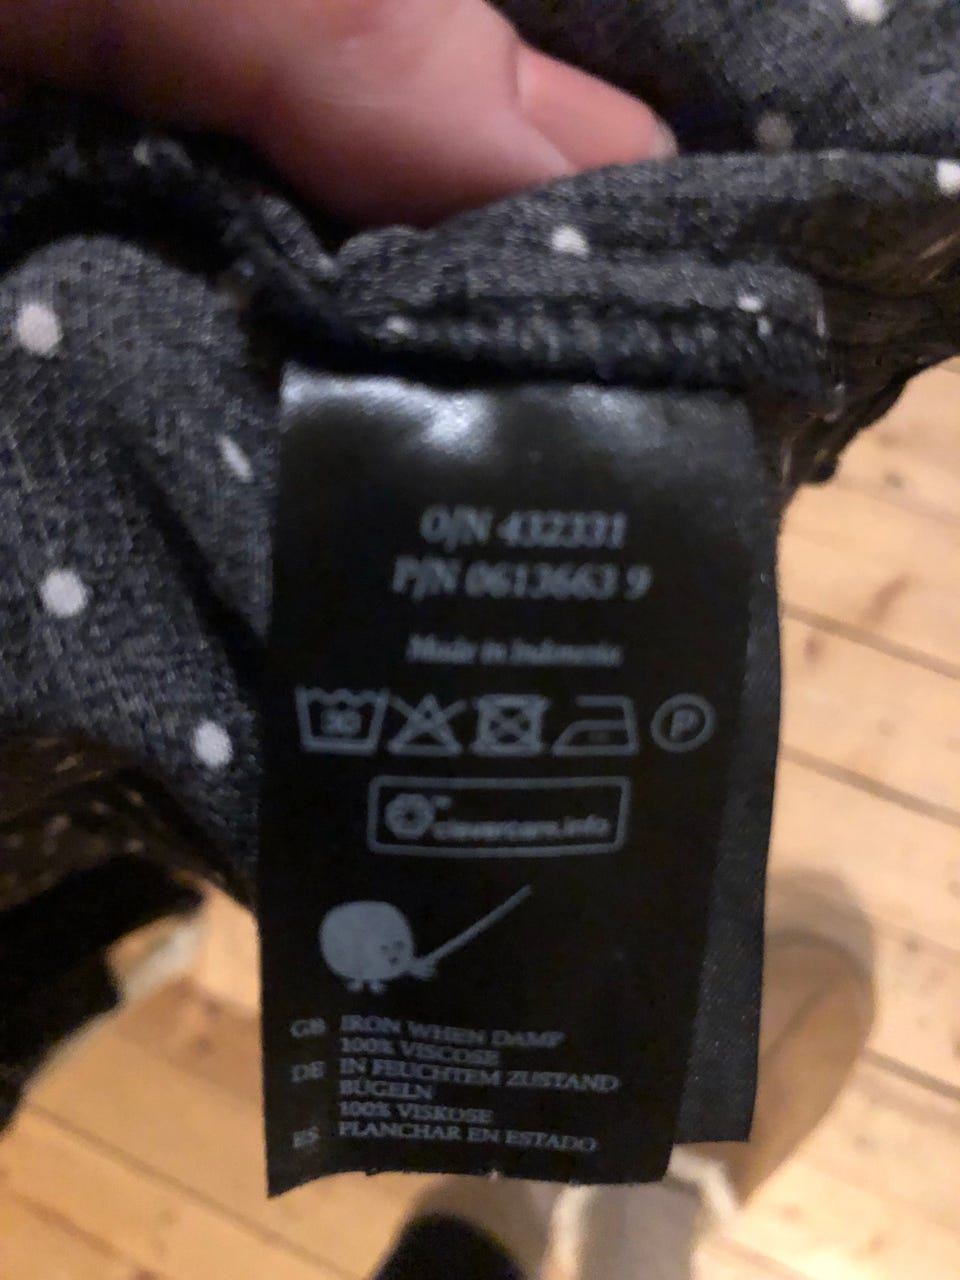 O/N 432331
P/N 0613663 9
Made in Indonesia
30
P
clevercare.info
GB IRON WHEN DAMP
100% VISCOSE
DE IN FEUCHTEM ZUSTAND
BÜGELN
100% VISKOSE
ES PLANCHAR EN ESTADO